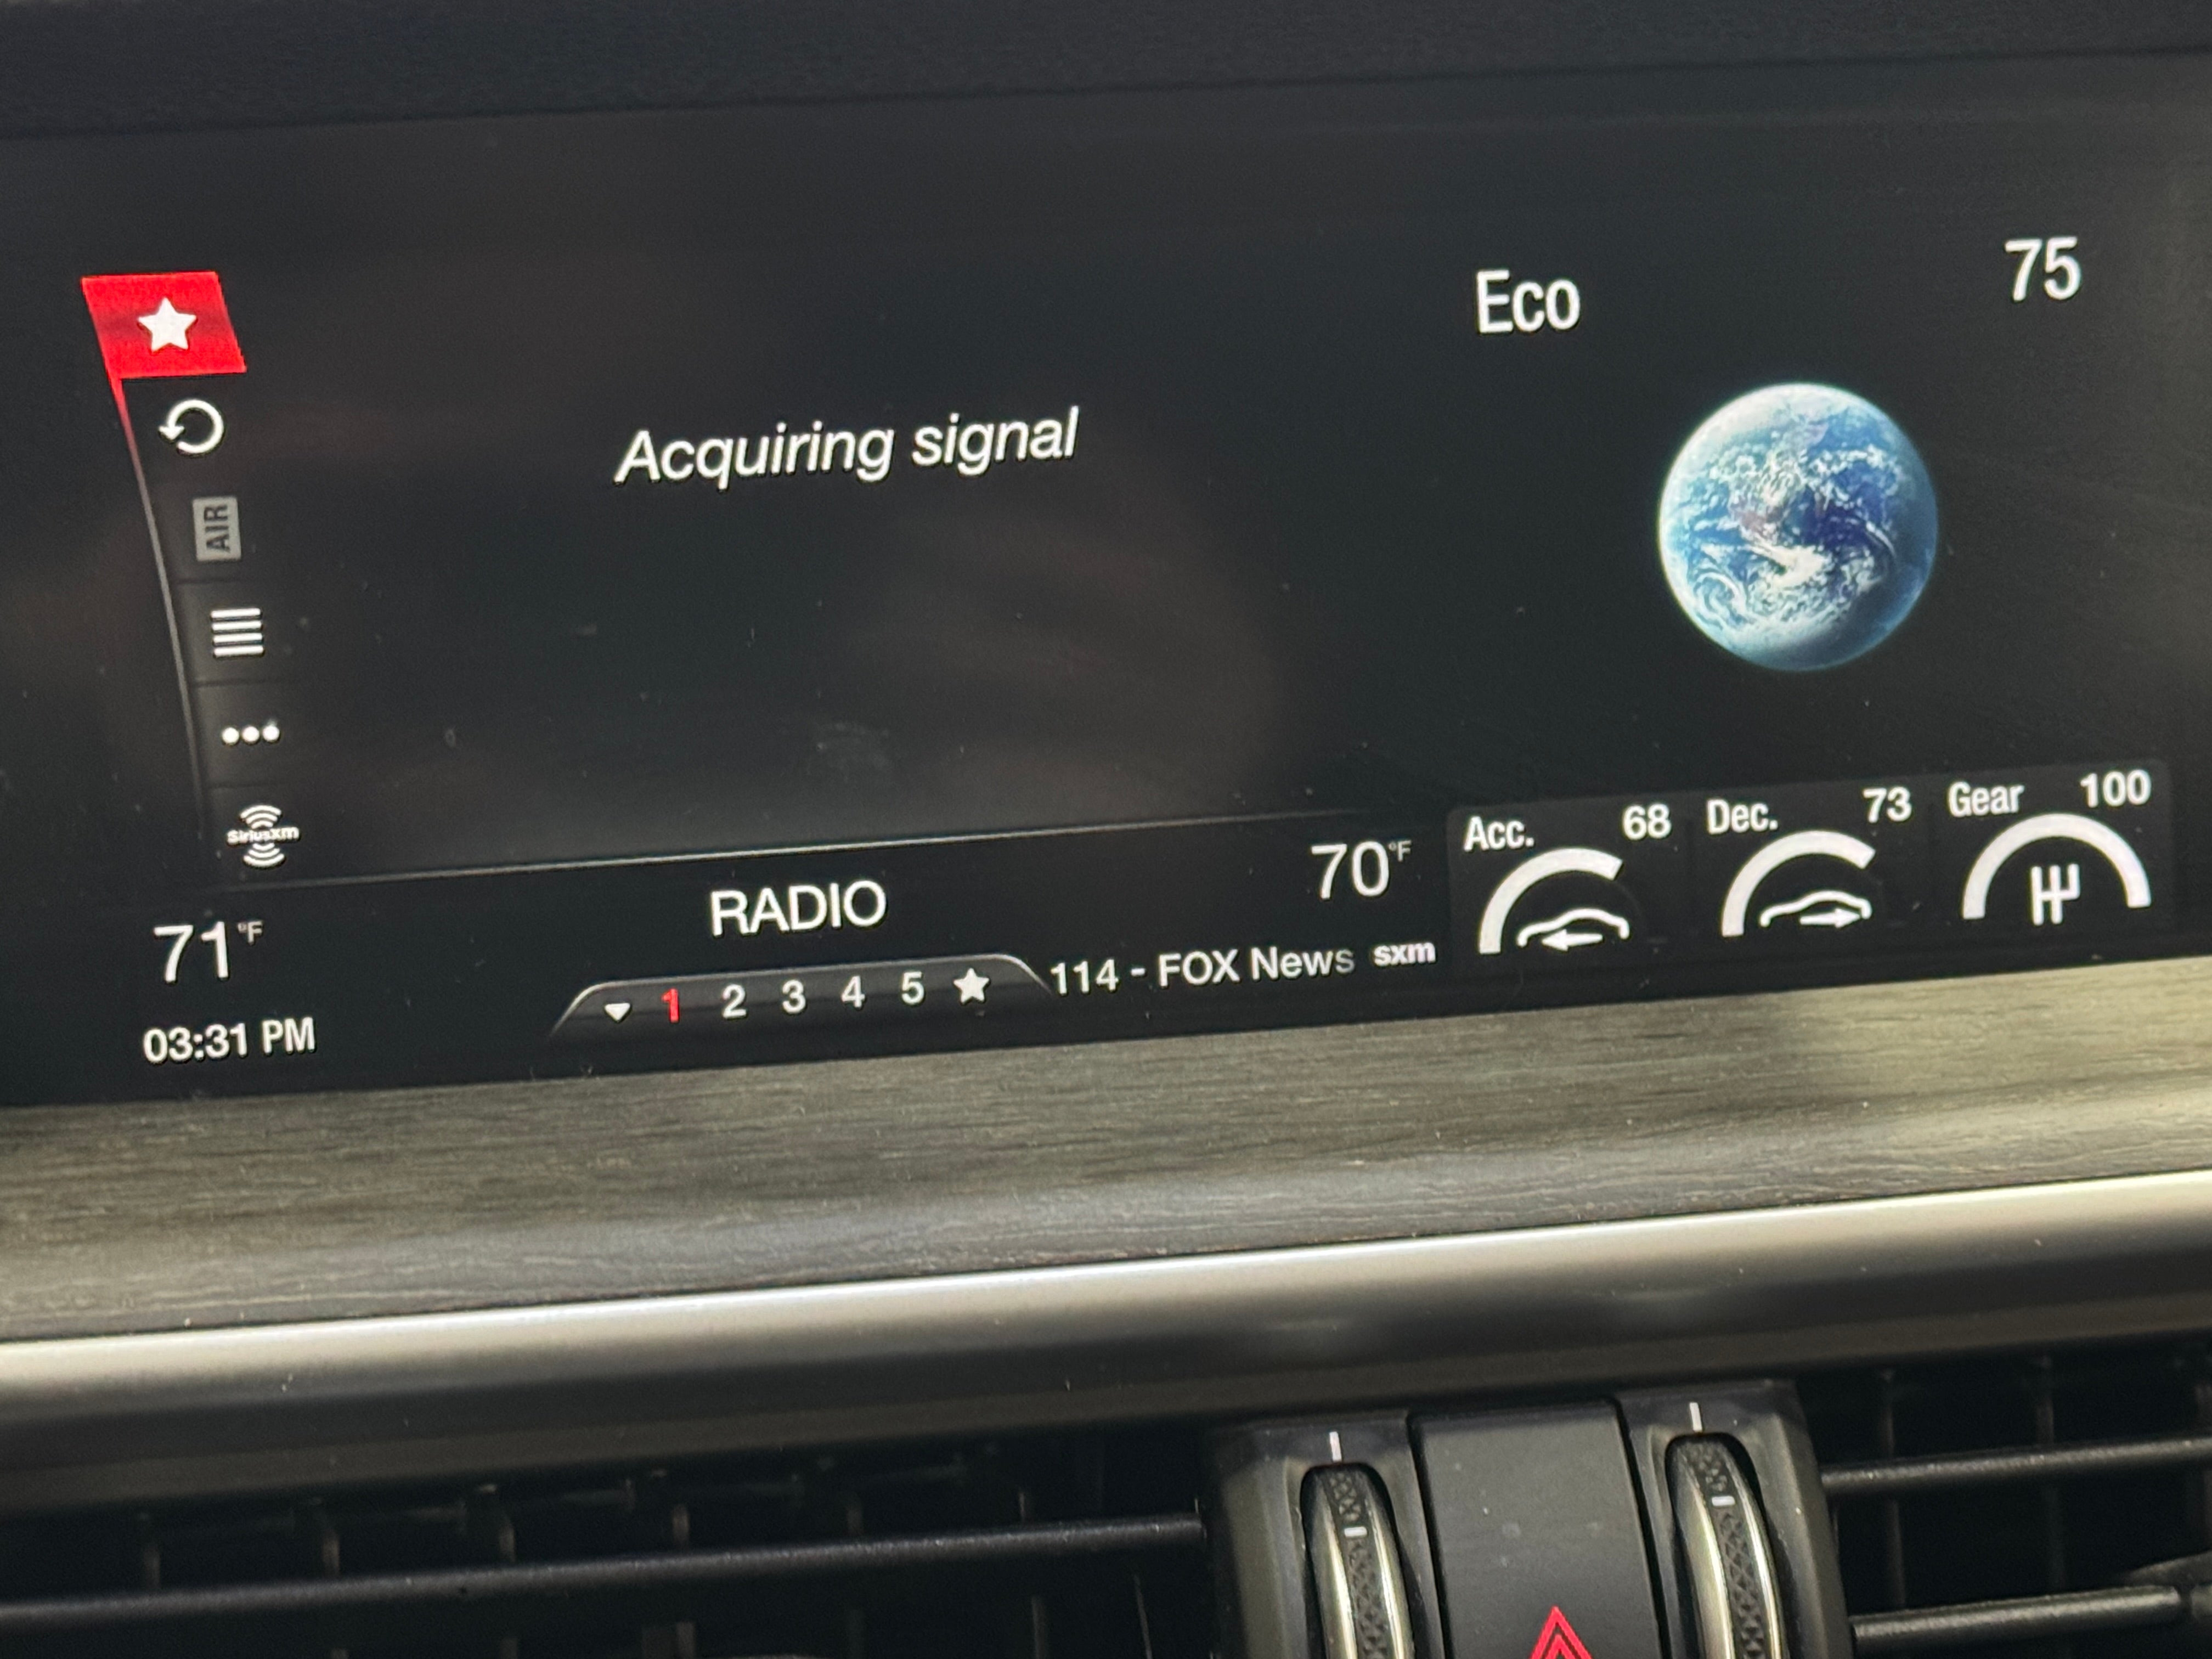 Eco 75
Acquiring signal
AIR
SiriusXm
Acc. 68 Dec. 73 Gear 100
71°F RADIO 70°F
03:31 PM 1 2 3 4 5 114 - FOX News sxm